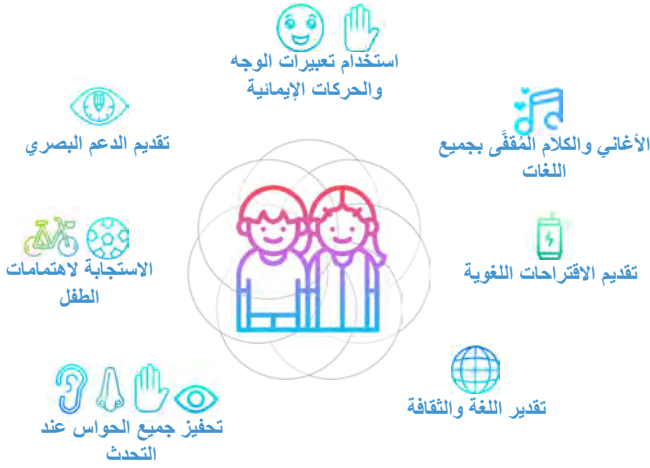 استخدام تعبيرات الوجه
والحركات الإيمائية
الأغاني والكلام المُقفَّى بجميع
اللغات
تقديم الدعم البصري
تقديم الاقتراحات اللغوية
الاستجابة لاهتمامات
الطفل
تقدير اللغة والثقافة
تحفيز جميع الحواس عند
التحدث